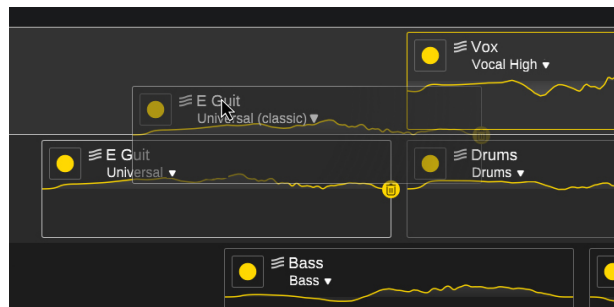 Vox
Vocal High
E Guit
Universal (classic)
E Guit
Universal
Drums
Drums
Bass
Bass